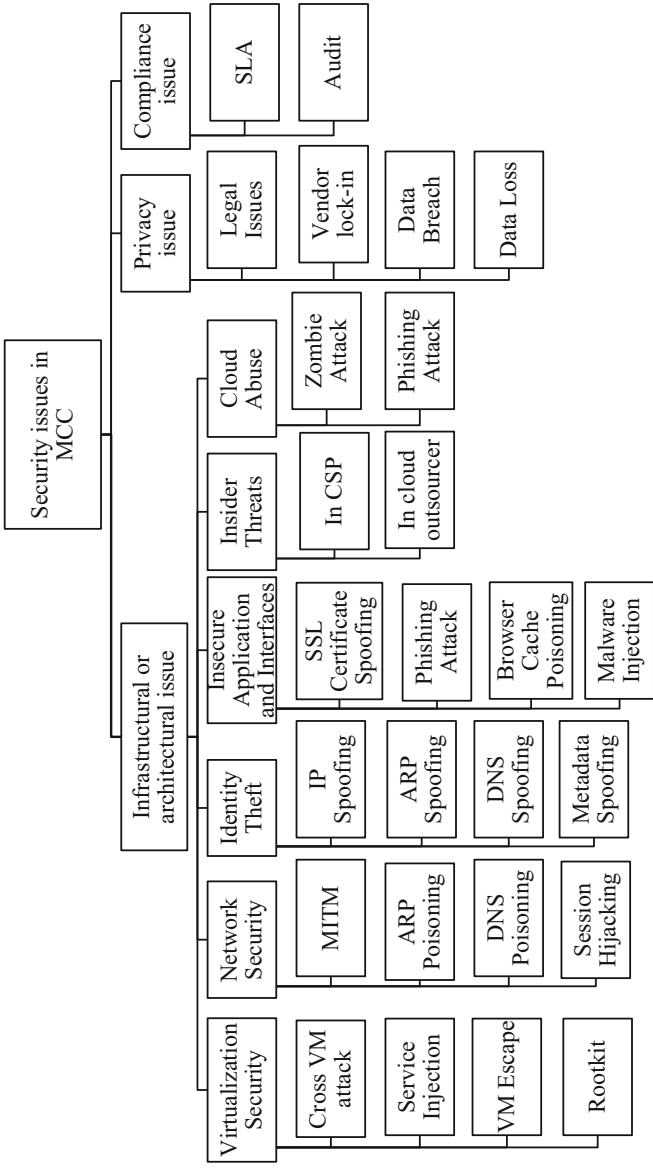 Security issues in
MCC
Infrastructural or
architectural issue
Privacy
issue
Compliance
issue
Virtualization
Security
Network
Security
Identity
Theft
Insecure
Application
and Interfaces
Insider
Threats
Cloud
Abuse
Legal
Issues
SLA
Cross VM
attack
MITM
IP
Spoofing
SSL
Certificate
Spoofing
In CSP
Zombie
Attack
Vendor
lock-in
Audit
Service
Injection
ARP
Poisoning
ARP
Spoofing
Phishing
Attack
In cloud
outsourcer
Phishing
Attack
Data
Breach
VM Escape
DNS
Poisoning
DNS
Spoofing
Browser
Cache
Poisoning
Data Loss
Rootkit
Session
Hijacking
Metadata
Spoofing
Malware
Injection